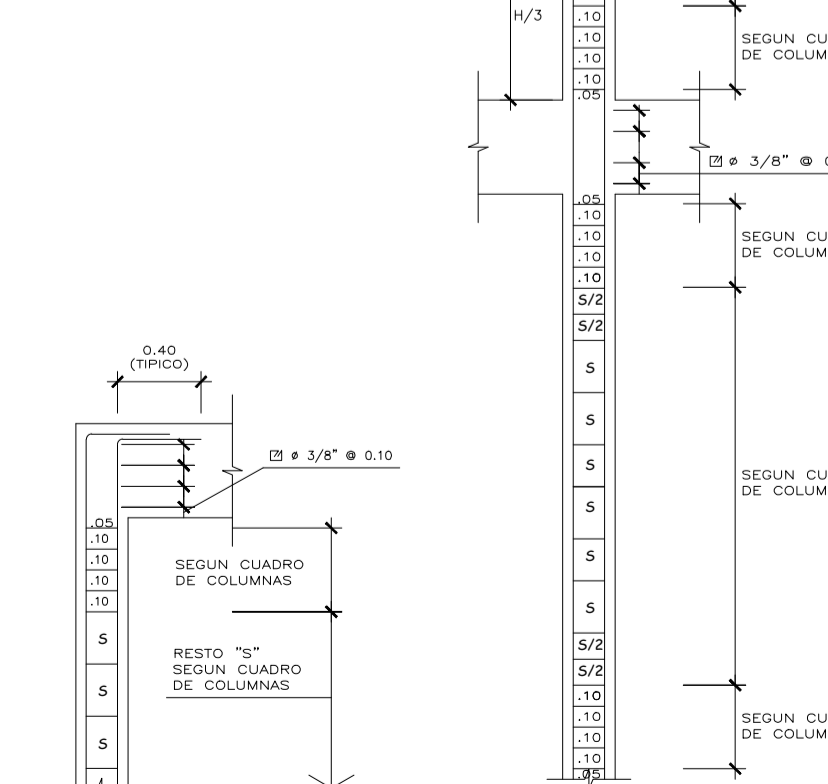 H/3
.10
.10
.10
.10
.05
SEGUN CU
DE COLUM
ø 3/8" @
.05
.10
.10
.10
.10
S/2
S/2
S
S
S
S
S
S
S/2
S/2
.10
.10
.10
.10
.05
SEGUN CU
DE COLUM
SEGUN CU
DE COLUM
SEGUN CU
DE COLUM
0.40
(TIPICO)
ø 3/8" @ 0.10
.05
.10
.10
.10
.10
S
S
S
SEGUN CUADRO
DE COLUMNAS
RESTO "S"
SEGUN CUADRO
DE COLUMNAS